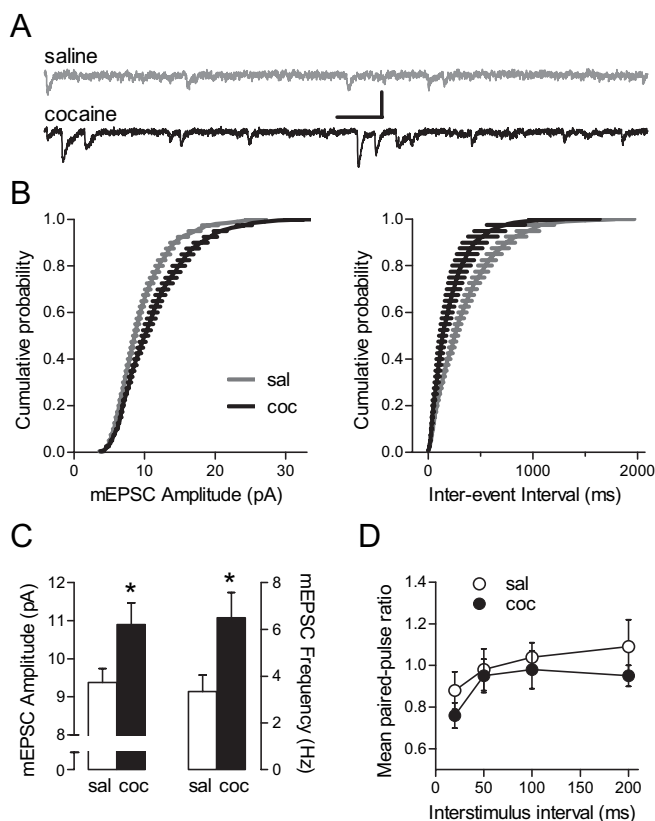 A
saline
cocaine
B
Cumulative probability
1.0
0.8
0.6
0.4
0.2
0.0
sal
coc
0 10 20 30
mEPSC Amplitude (pA)
Cumulative probability
1.0
0.8
0.6
0.4
0.2
0.0
0 1000 2000
Inter-event Interval (ms)
C
mEPSC Amplitude (pA)
12
11
10
9
8
0
* *
8
6
4
2
0
mEPSC Frequency (Hz)
sal coc sal coc
D
Mean paired-pulse ratio
1.4
1.2
1.0
0.8
0.6
sal
coc
0 50 100 150 200
Interstimulus interval (ms)